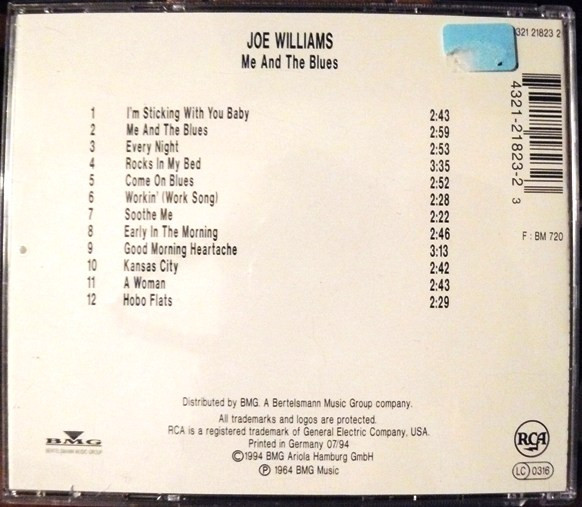 JOE WILLIAMS
Me And The Blues
321 21823 2
4321-21823-2 3
F : BM 720
1 I'm Sticking With You Baby 2:43
2 Me And The Blues 2:59
3 Every Night 2:53
4 Rocks In My Bed 3:35
5 Come On Blues 2:52
6 Workin' (Work Song) 2:28
7 Soothe Me 2:22
8 Early In The Morning 2:46
9 Good Morning Heartache 3:13
10 Kansas City 2:42
11 A Woman 2:43
12 Hobo Flats 2:29
Distributed by BMG. A Bertelsmann Music Group company.
All trademarks and logos are protected.
RCA is a registered trademark of General Electric Company, USA.
Printed in Germany 07/94
©1994 BMG Ariola Hamburg GmbH
℗ 1964 BMG Music
BMG
BERTELSMANN MUSIC GROUP
RCA
LC 0316